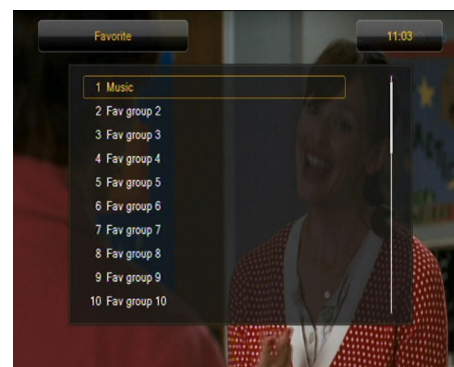 Favorite
11:03
1 Music
2 Fav group 2
3 Fav group 3
4 Fav group 4
5 Fav group 5
6 Fav group 6
7 Fav group 7
8 Fav group 8
9 Fav group 9
10 Fav group 10